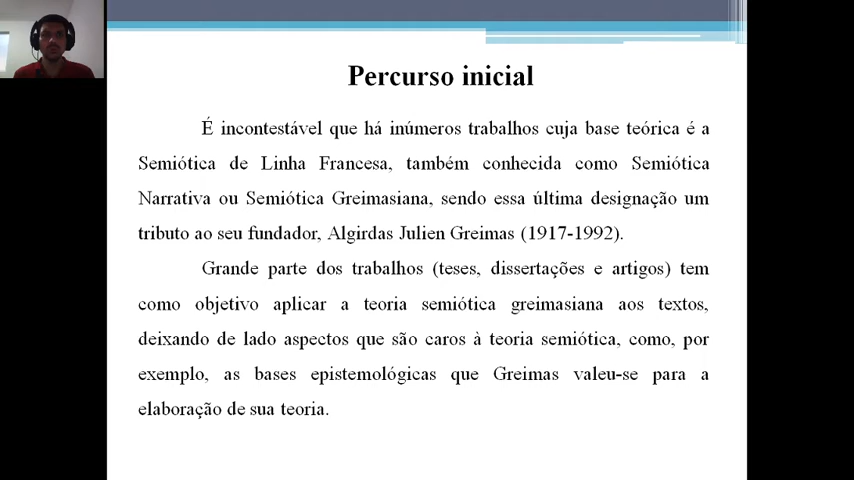 Percurso inicial
É incontestável que há inúmeros trabalhos cuja base teórica é a
Semiótica de Linha Francesa, também conhecida como Semiótica
Narrativa ou Semiótica Greimasiana, sendo essa última designação um
tributo ao seu fundador, Algirdas Julien Greimas (1917-1992).
Grande parte dos trabalhos (teses, dissertações e artigos) tem
como objetivo aplicar a teoria semiótica greimasiana aos textos,
deixando de lado aspectos que são caros à teoria semiótica, como, por
exemplo, as bases epistemológicas que Greimas valeu-se para a
elaboração de sua teoria.